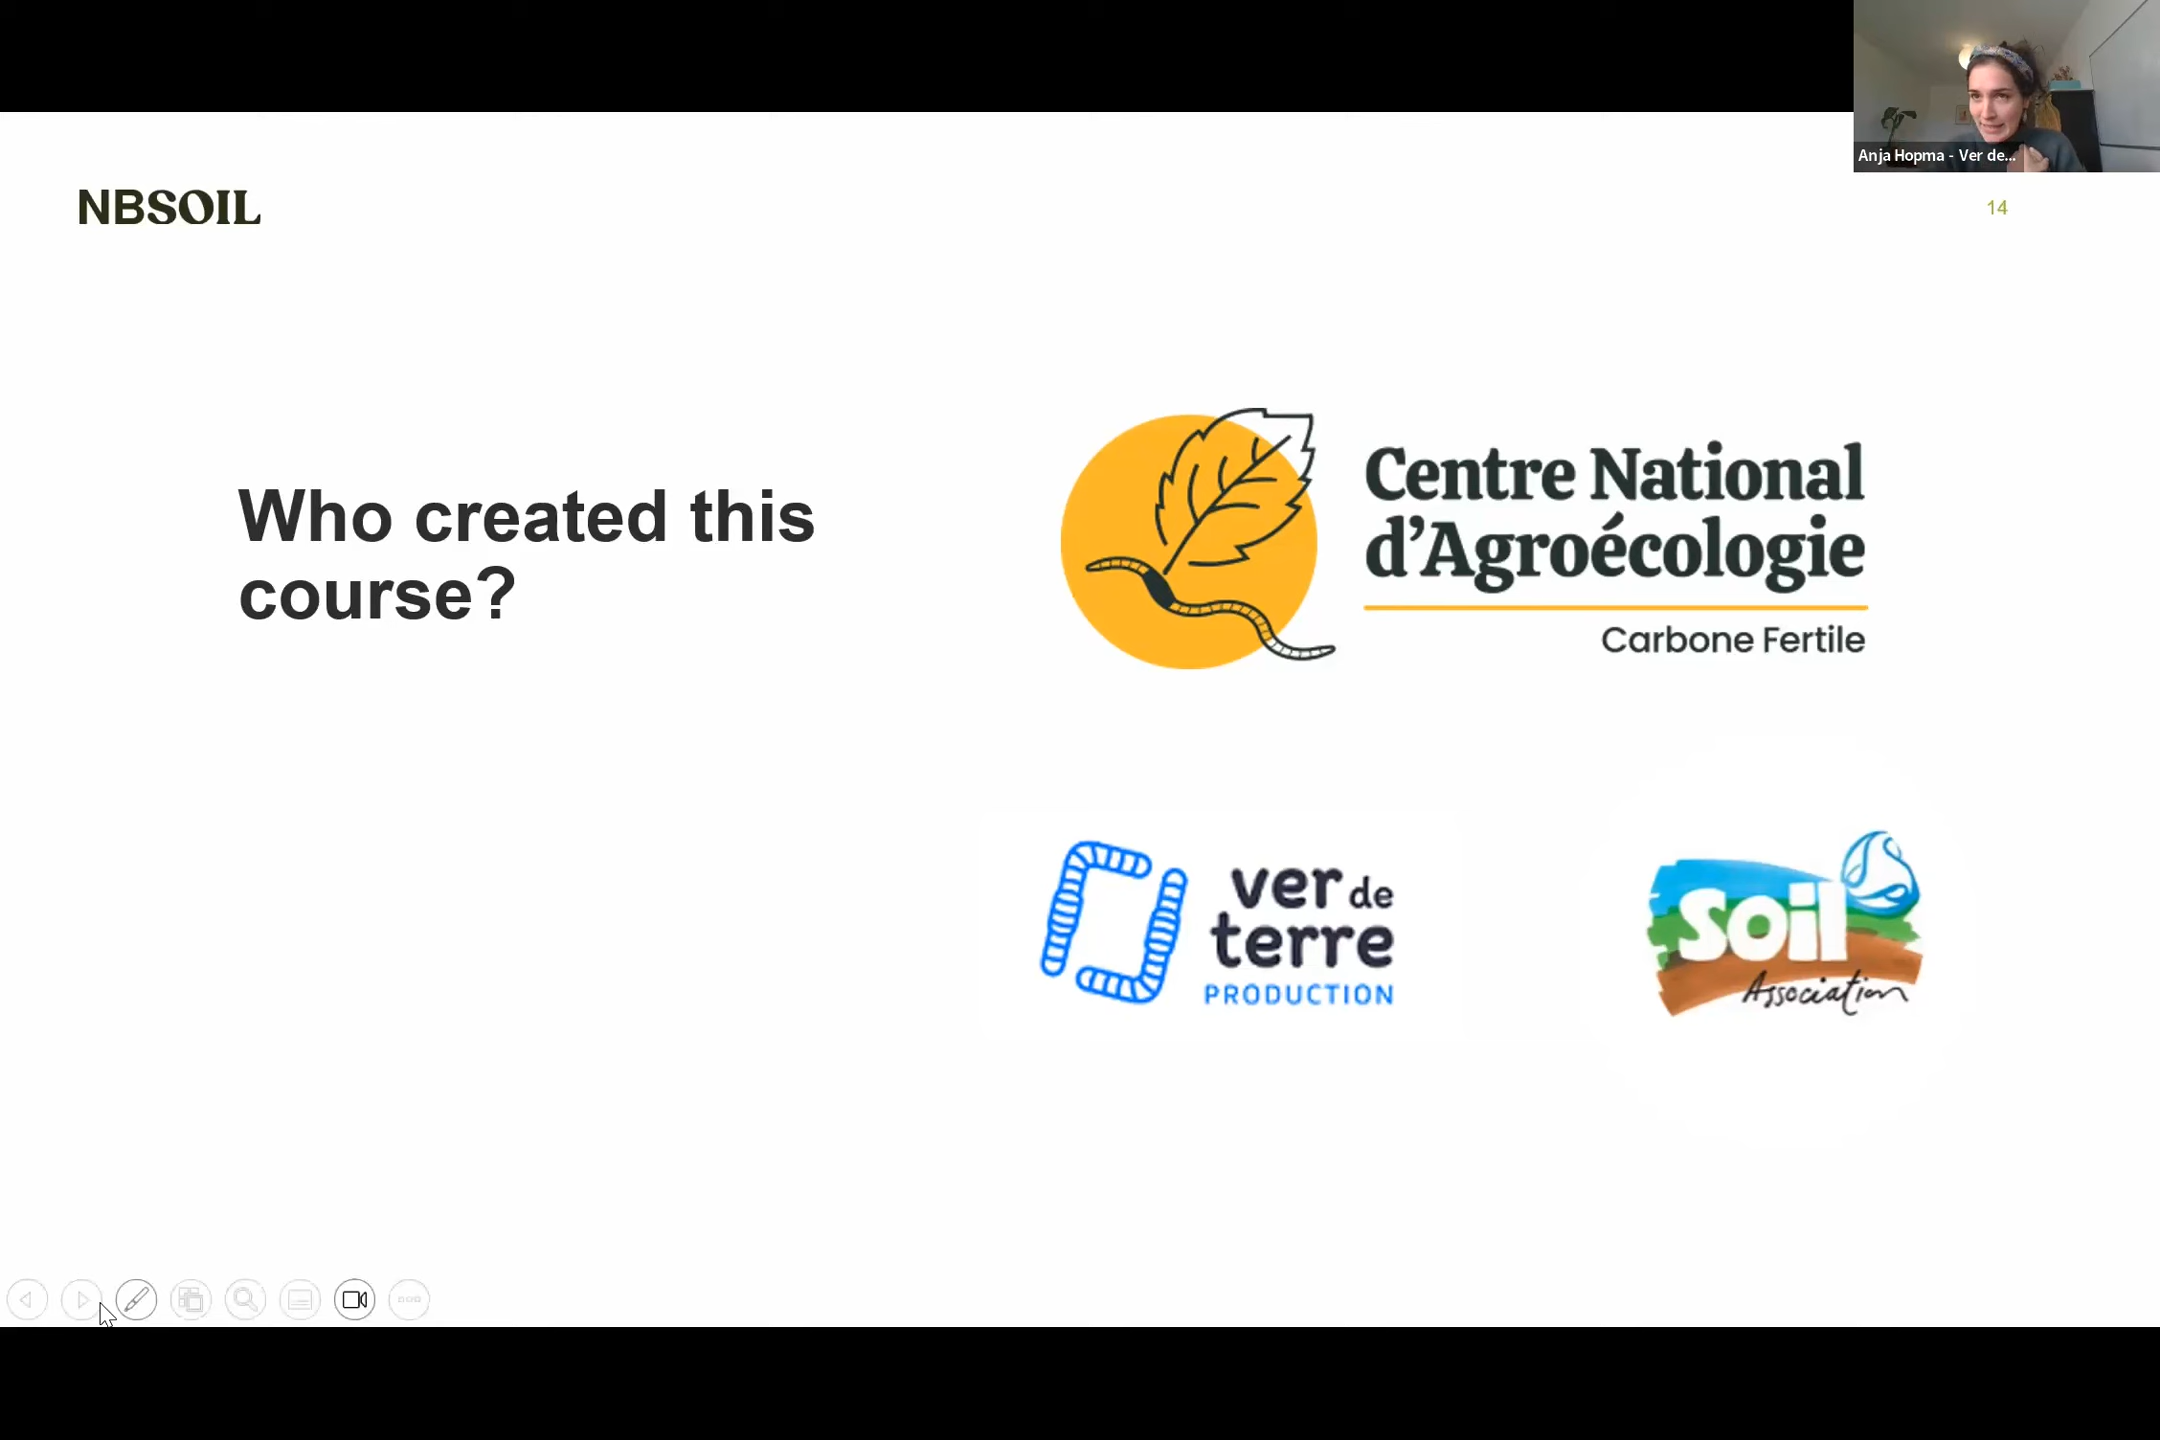 Anja Hopma - Ver de...
NBSOIL
14
Who created this
course?
Centre National
d'Agroécologie
Carbone Fertile
ver de
terre
PRODUCTION
Soil
Association